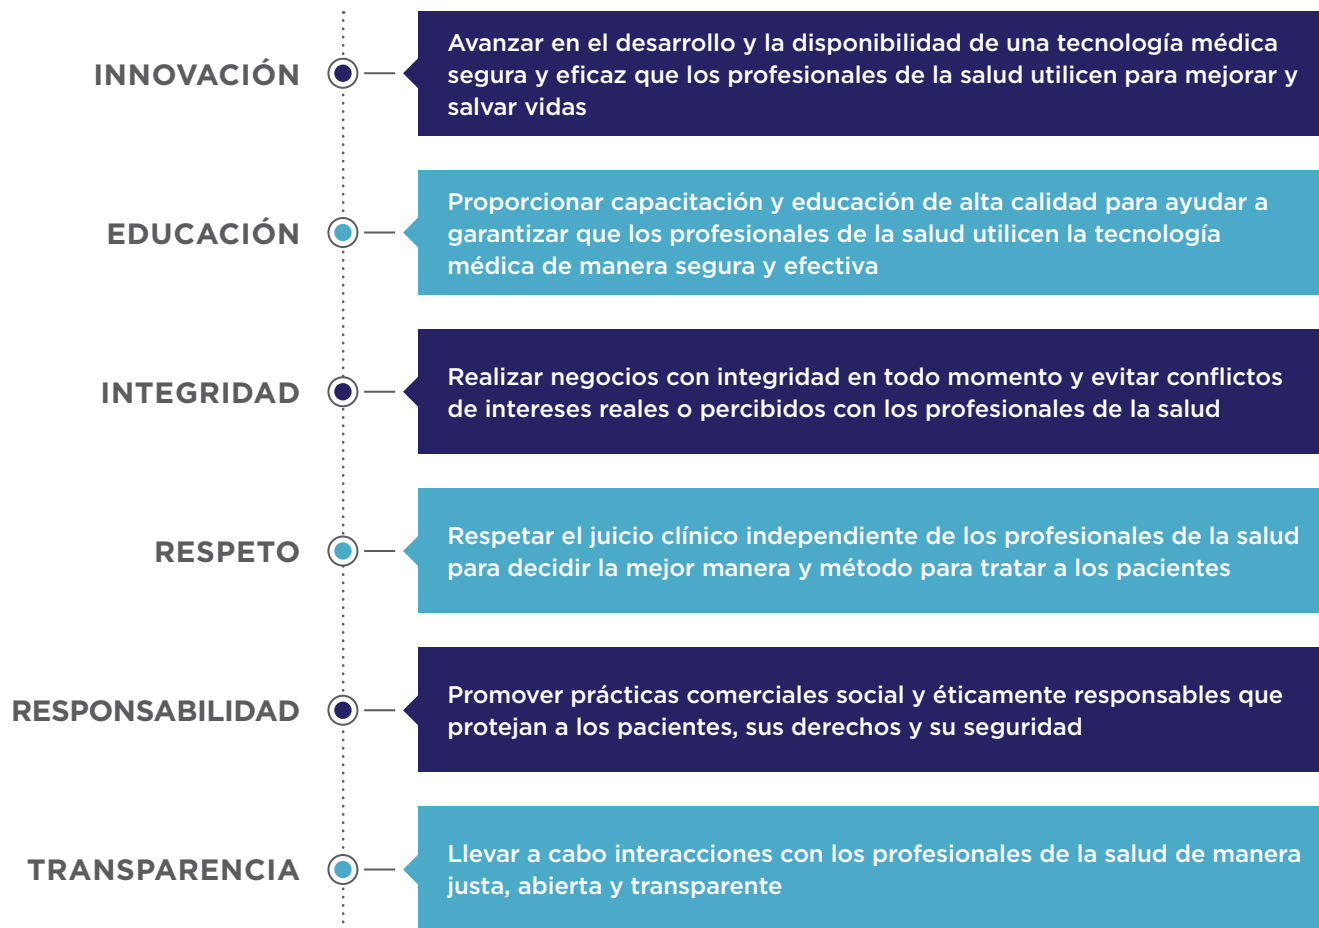 INNOVACIÓN
Avanzar en el desarrollo y la disponibilidad de una tecnología médica
segura y eficaz que los profesionales de la salud utilicen para mejorar y
salvar vidas
EDUCACIÓN
Proporcionar capacitación y educación de alta calidad para ayudar a
garantizar que los profesionales de la salud utilicen la tecnología
médica de manera segura y efectiva
INTEGRIDAD
Realizar negocios con integridad en todo momento y evitar conflictos
de intereses reales o percibidos con los profesionales de la salud
RESPETO
Respetar el juicio clínico independiente de los profesionales de la salud
para decidir la mejor manera y método para tratar a los pacientes
RESPONSABILIDAD
Promover prácticas comerciales social y éticamente responsables que
protejan a los pacientes, sus derechos y su seguridad
TRANSPARENCIA
Llevar a cabo interacciones con los profesionales de la salud de manera
justa, abierta y transparente